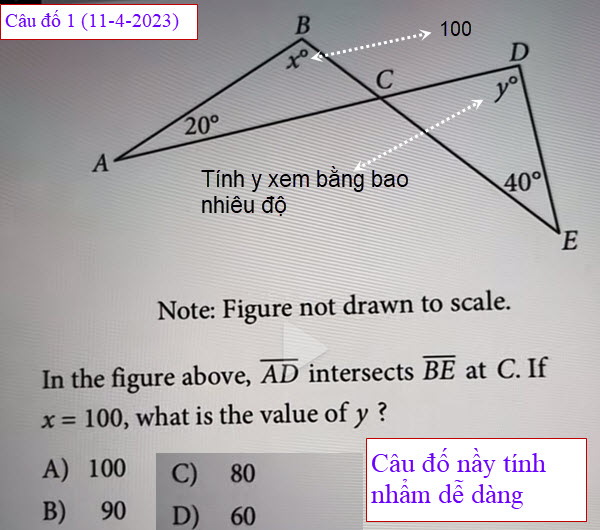 Câu đố 1 (11-4-2023)
B
100
D
x°
C
y°
20°
A
Tính y xem bằng bao
nhiêu độ
40°
E
Note: Figure not drawn to scale.
In the figure above, AD intersects BE at C. If
x = 100, what is the value of y ?
A) 100
C) 80
B) 90
D) 60
Câu đố nầy tính
nhẩm dễ dàng